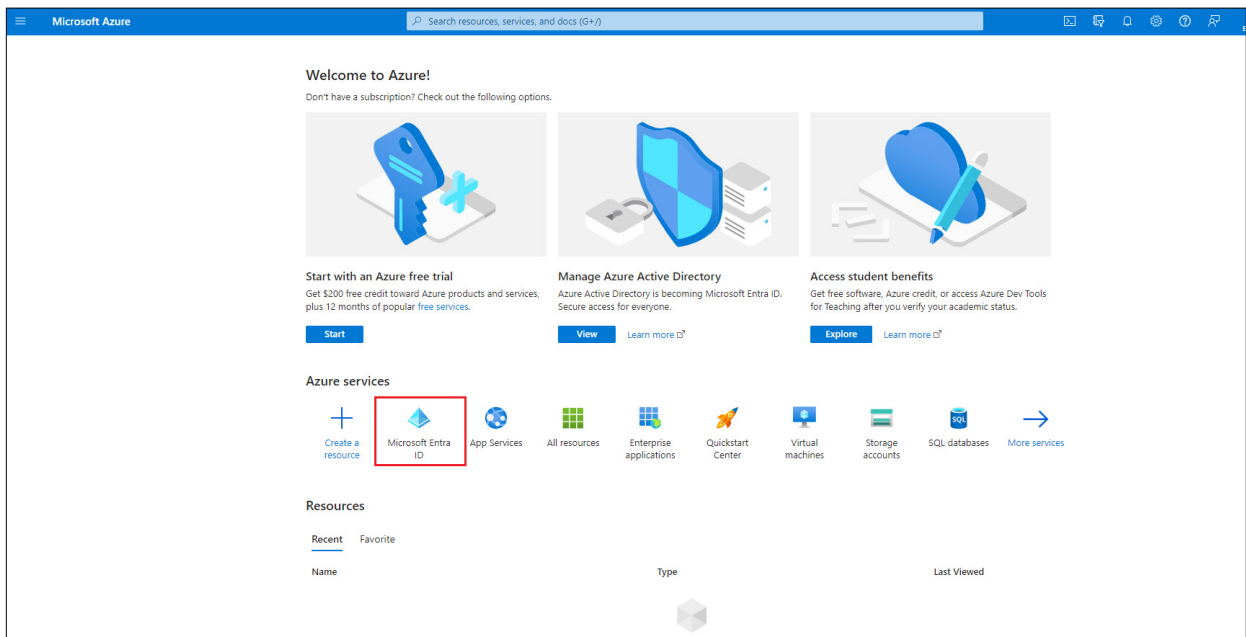 Microsoft Azure
Search resources, services, and docs (G+/)
Welcome to Azure!
Don't have a subscription? Check out the following options.
Start with an Azure free trial
Get $200 free credit toward Azure products and services,
plus 12 months of popular free services.
Start
Manage Azure Active Directory
Azure Active Directory is becoming Microsoft Entra ID.
Secure access for everyone.
View
Learn more
Access student benefits
Get free software, Azure credit, or access Azure Dev Tools
for Teaching after you verify your academic status.
Explore
Learn more
Azure services
Create a
resource
Microsoft Entra
ID
App Services
All resources
Enterprise
applications
Quickstart
Center
Virtual
machines
Storage
accounts
SQL
SQL databases
More services
Resources
Recent Favorite
Name Type Last Viewed